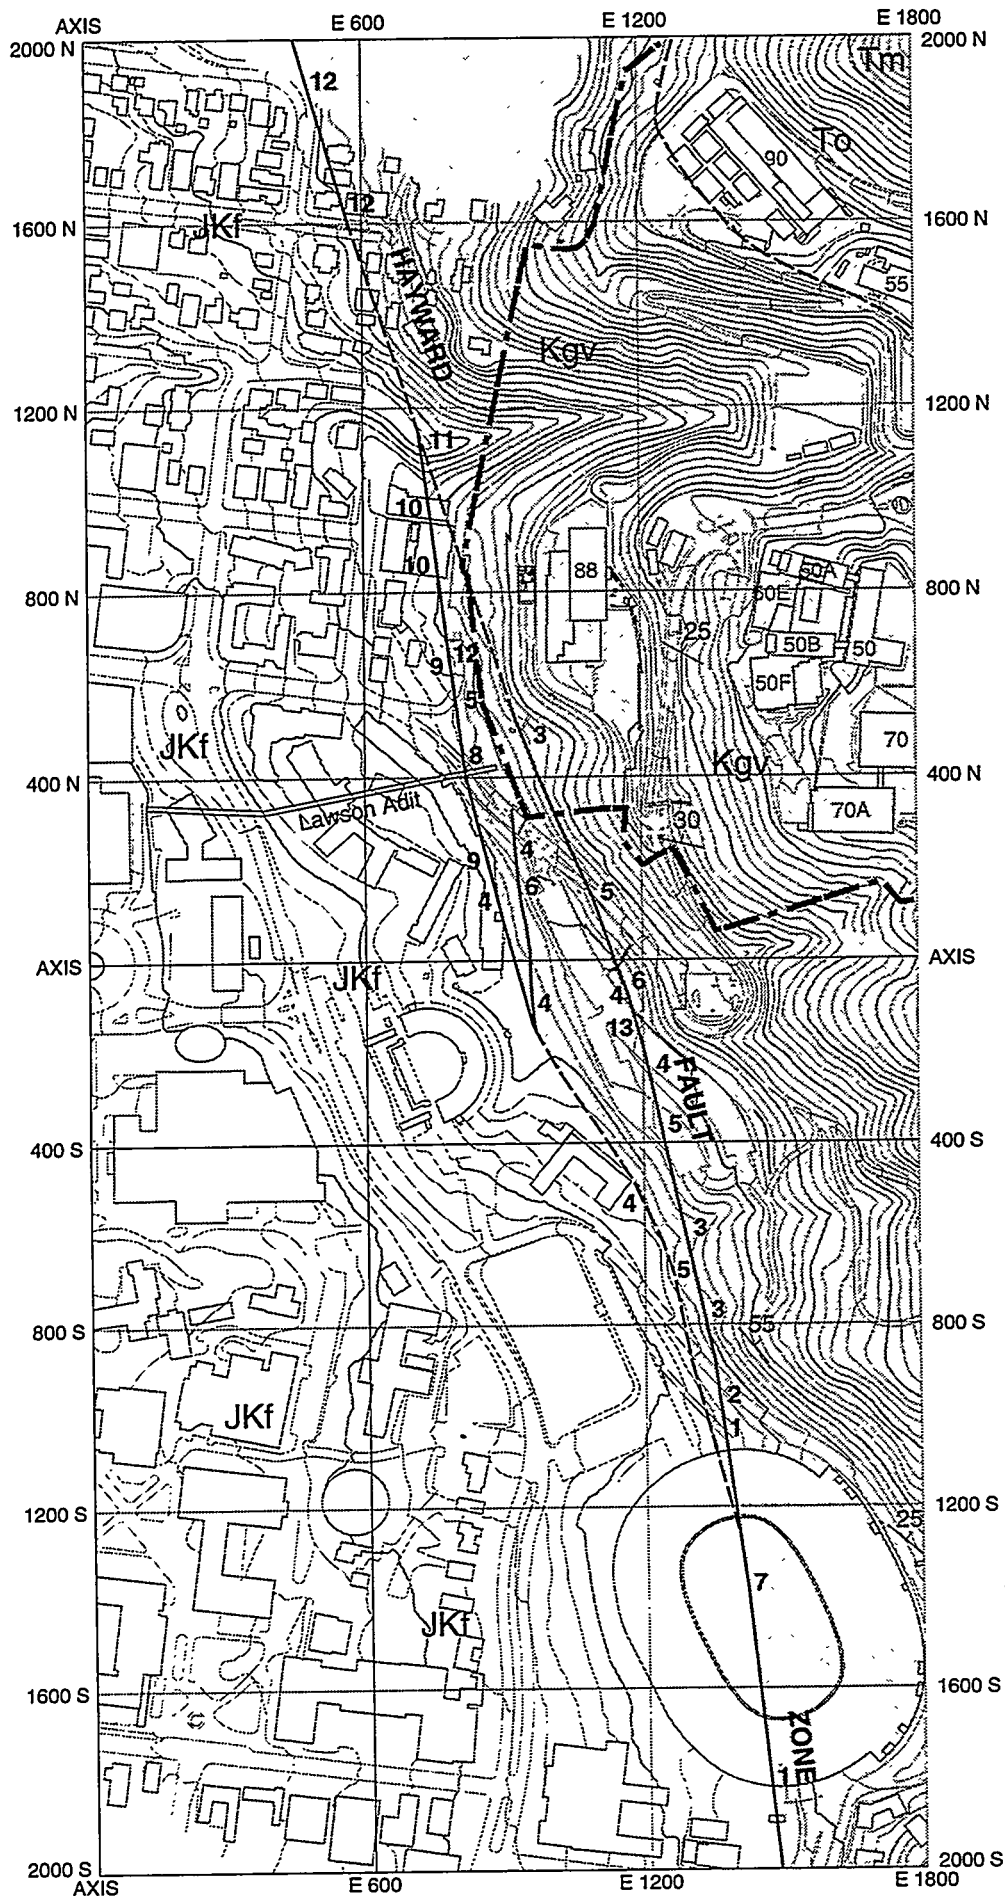 AXIS E 600 E 1200 E 1800
2000 N 2000 N
Tm
12
To
90
12
JKf
1600 N 1600 N
HAYWARD
55
Kgv
1200 N 1200 N
11
10
10
88
50A
50E
800 N 800 N
25
50B 50
12
9
50F
5
3
JKf
70
8
Kgv
400 N 400 N
Lawson Adit
70A
30
4
9
6
5
4
AXIS AXIS
JKf
6
4
4
13
4
FAULT
5
400 S 400 S
4
3
5
3
800 S 55 800 S
2
JKf
1
1200 S 1200 S
25
7
JKf
1600 S 1600 S
ZONE
2000 S 2000 S
AXIS E 600 E 1200 E 1800